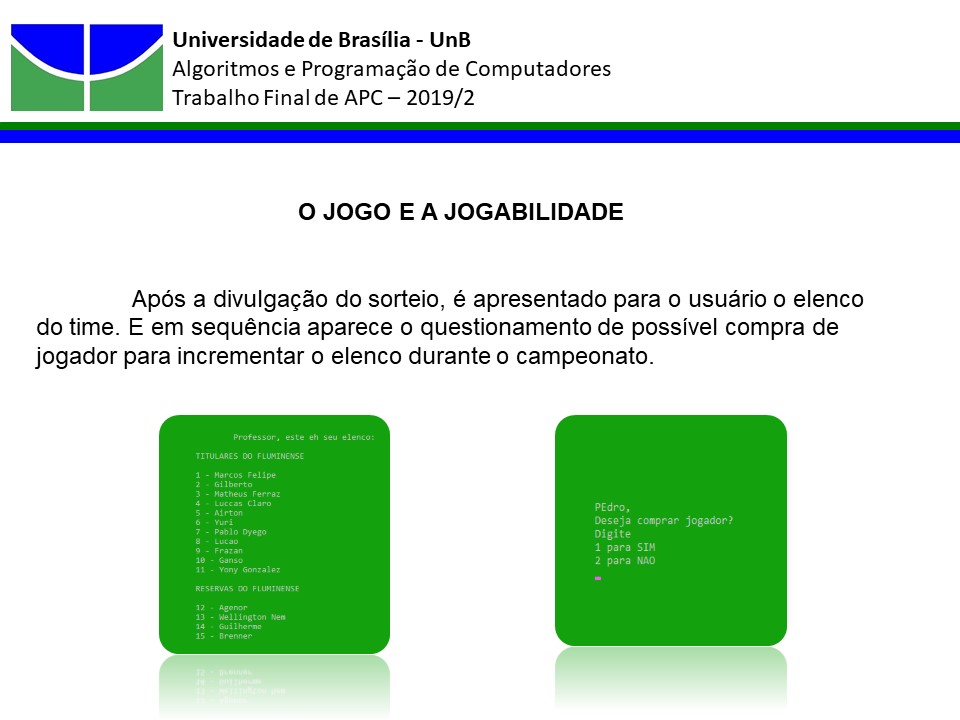 Universidade de Brasília - UnB
Algoritmos e Programação de Computadores
Trabalho Final de APC – 2019/2
O JOGO E A JOGABILIDADE
Após a divulgação do sorteio, é apresentado para o usuário o elenco
do time. E em sequência aparece o questionamento de possível compra de
jogador para incrementar o elenco durante o campeonato.
Professor, este eh seu elenco:
TITULARES DO FLUMINENSE
1 - Marcos Felipe
2 - Gilberto
3 - Matheus Ferraz
4 - Luccas Claro
5 - Airton
6 - Yuri
7 - Pablo Dyego
8 - Lucao
9 - Frazan
10 - Ganso
11 - Yony Gonzalez
RESERVAS DO FLUMINENSE
12 - Agenor
13 - Wellington Nem
14 - Guilherme
15 - Brenner
PEdro,
Deseja comprar jogador?
Digite
1 para SIM
2 para NAO